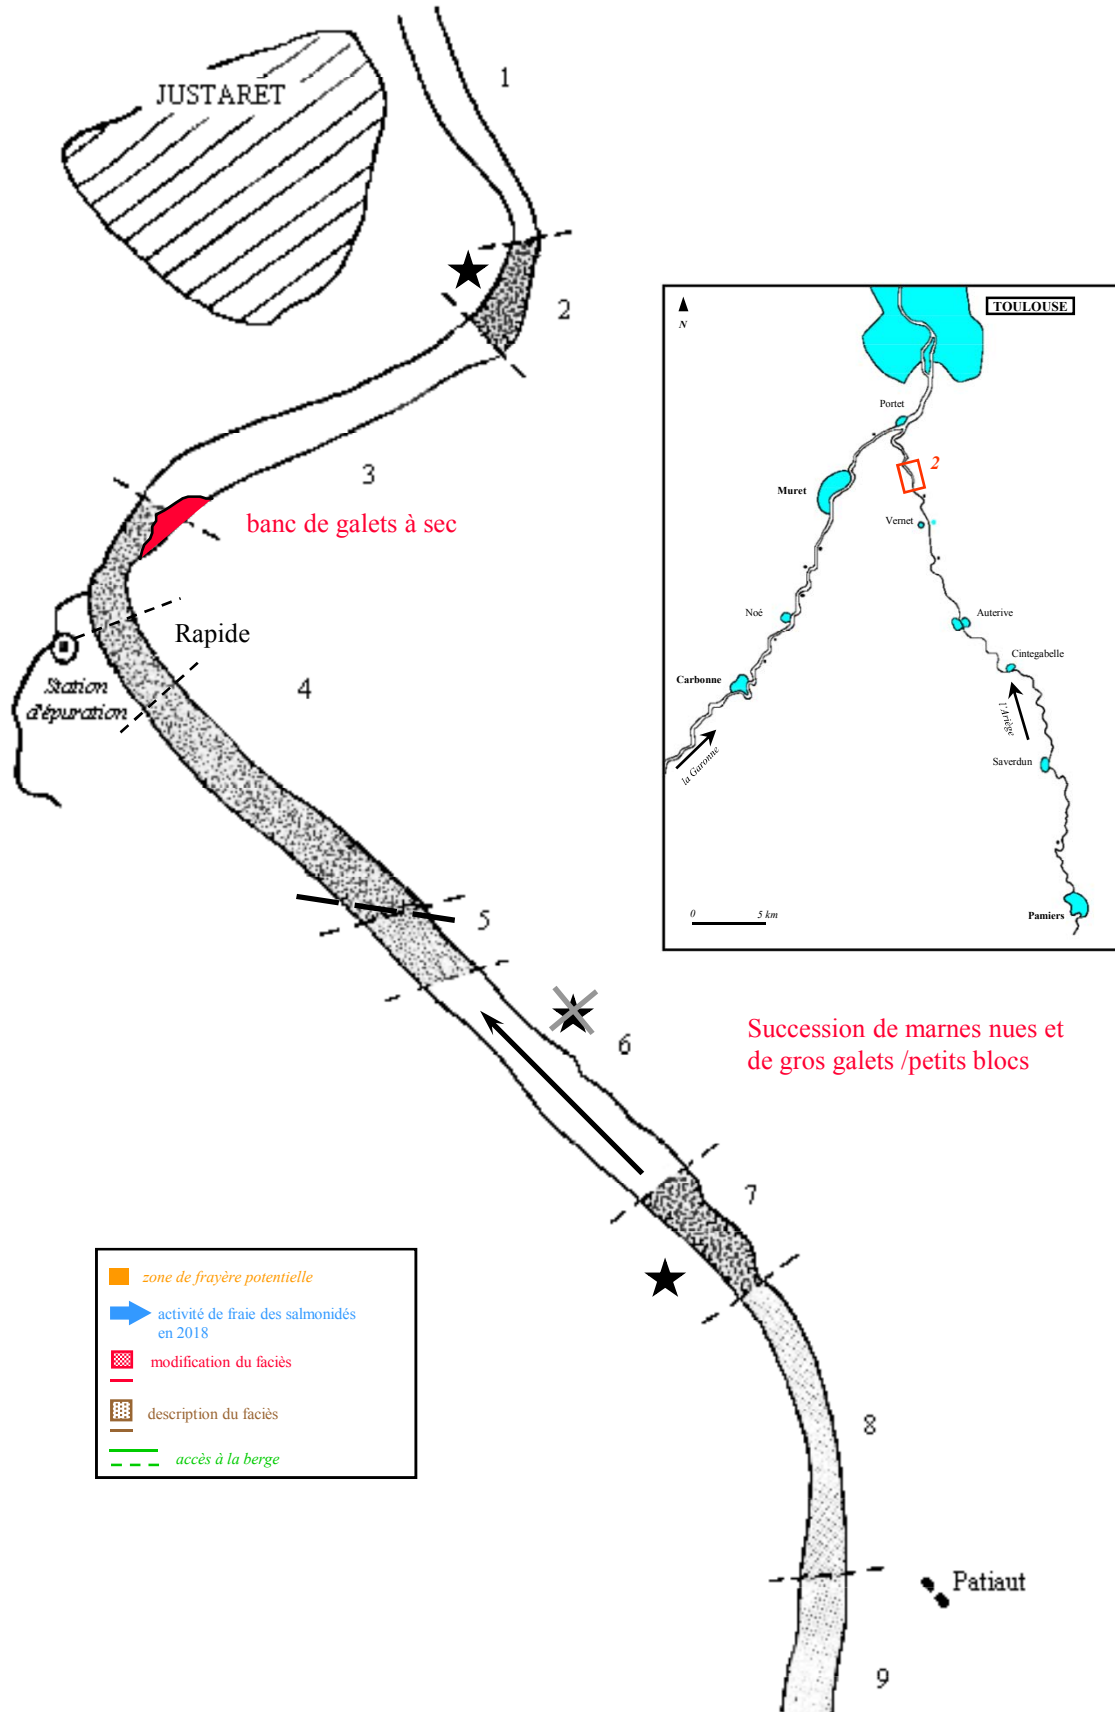 1
JUSTARET
2
3
banc de galets à sec
Rapide
Station
d'épuration
4
5
6
7
8
Patiaut
9
TOULOUSE
N
Portet
2
Muret
Vernet
Noé
Auterive
Cintegabelle
Carbonne
l'Ariège
la Garonne
Saverdun
0 5 km
Pamiers
Succession de marnes nues et
de gros galets /petits blocs
zone de frayère potentielle
activité de fraie des salmonidés
en 2018
modification du faciès
description du faciès
accès à la berge